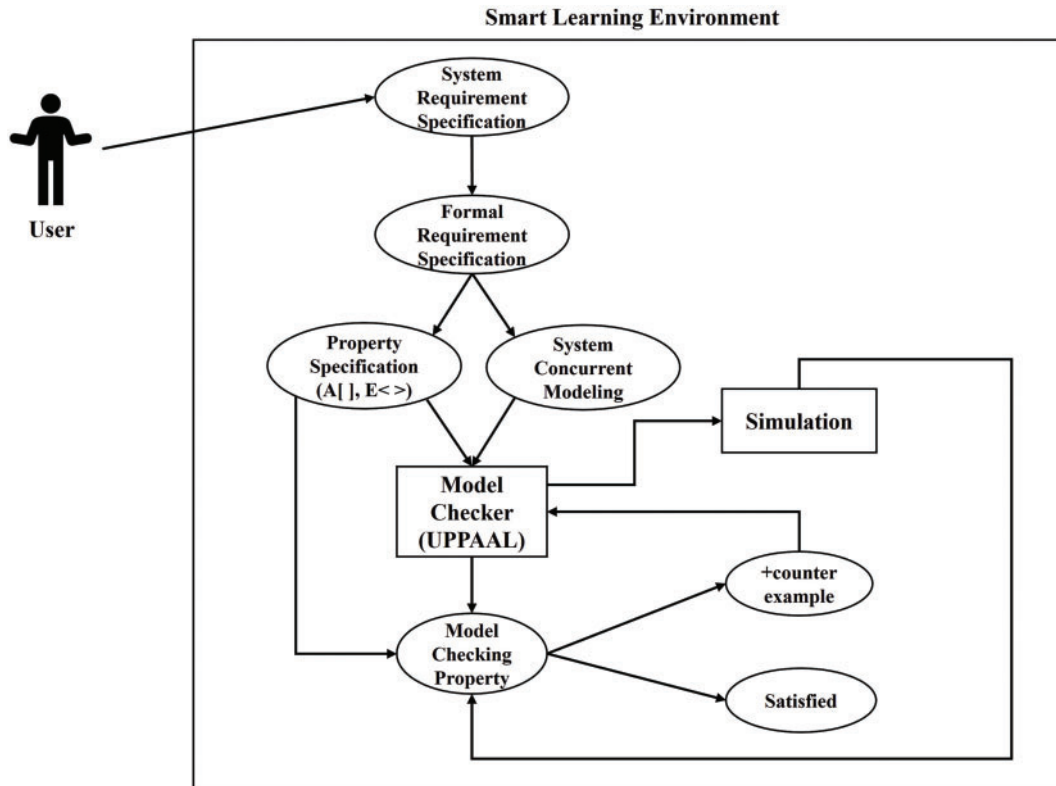 Smart Learning Environment
System
Requirement
Specification
User
Formal
Requirement
Specification
Property
Specification
(A[ ], E< >)
System
Concurrent
Modeling
Simulation
Model
Checker
(UPPAAL)
+counter
example
Model
Checking
Property
Satisfied